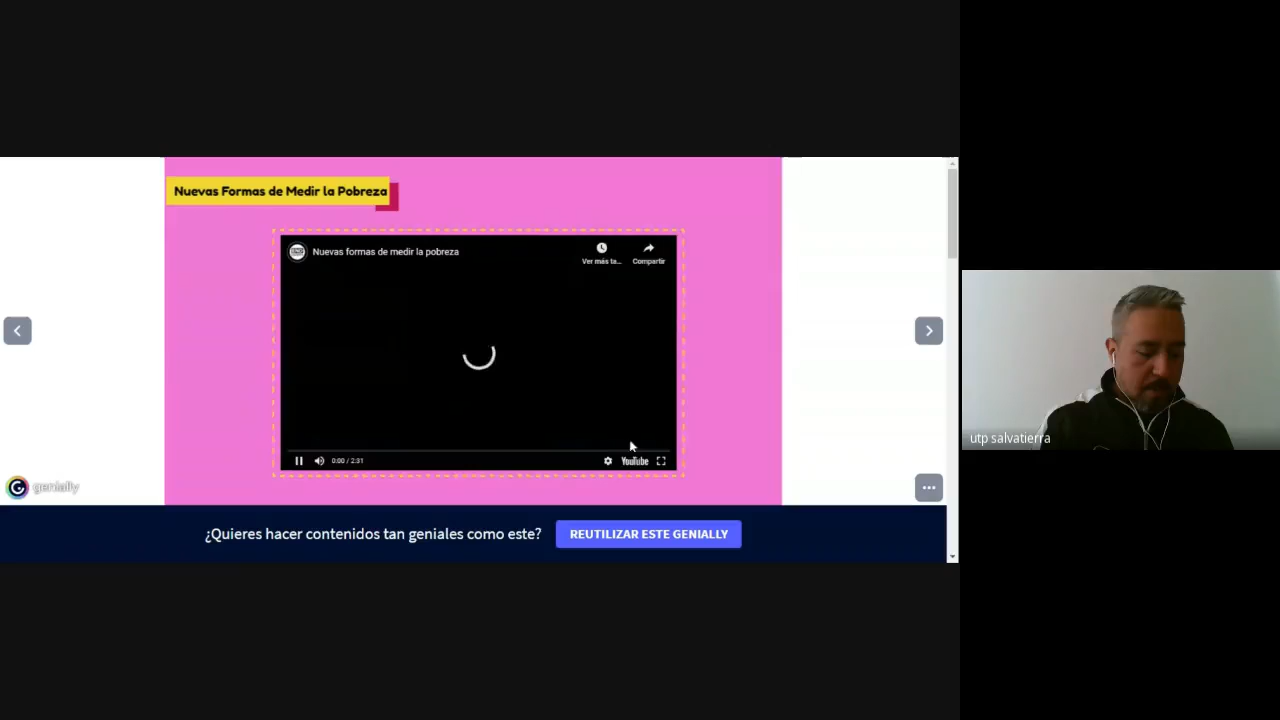 Nuevas Formas de Medir la Pobreza
Nuevas formas de medir la pobreza
Ver más ta...
Compartir
0:00 / 2:31
YouTube
utp salvatierra
genially
¿Quieres hacer contenidos tan geniales como este?
REUTILIZAR ESTE GENIALLY